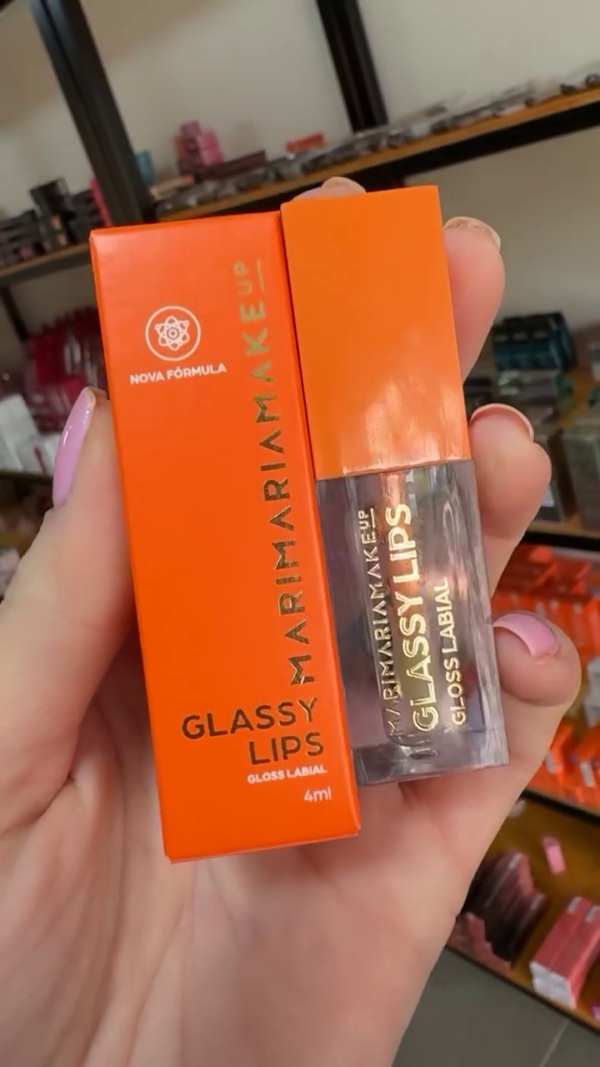 NOVA FÓRMULA
MARIMARIAMAKEUP
GLASSY
LIPS
GLOSS LABIAL
4ml
MARIMARIAMAKEUP
GLASSY LIPS
GLOSS LABIAL